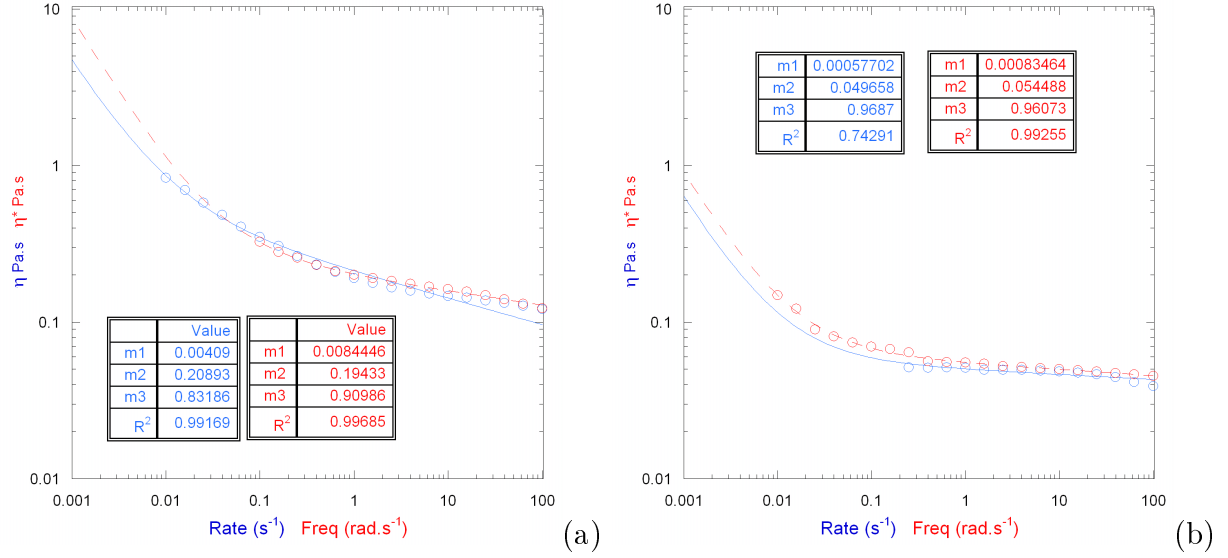 10
1
0.1
0.01
η Pa.s η* Pa.s
0.001 0.01 0.1 1 10 100
Rate (s⁻¹) Freq (rad.s⁻¹)
Value
m1 0.00409
m2 0.20893
m3 0.83186
R² 0.99169
Value
m1 0.0084446
m2 0.19433
m3 0.90986
R² 0.99685
(a)
10
1
0.1
0.01
η Pa.s η* Pa.s
0.001 0.01 0.1 1 10 100
Rate (s⁻¹) Freq (rad.s⁻¹)
m1 0.00057702
m2 0.049658
m3 0.9687
R² 0.74291
m1 0.00083464
m2 0.054488
m3 0.96073
R² 0.99255
(b)